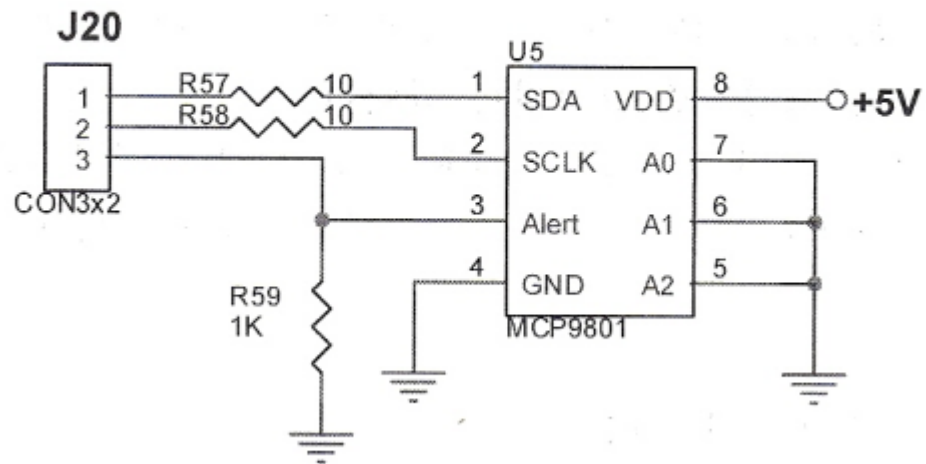 J20
1
2
3
CON3x2
R57
10
R58
10
R59
1K
U5
1
2
3
4
SDA
SCLK
Alert
GND
VDD
A0
A1
A2
8
7
6
5
MCP9801
+5V